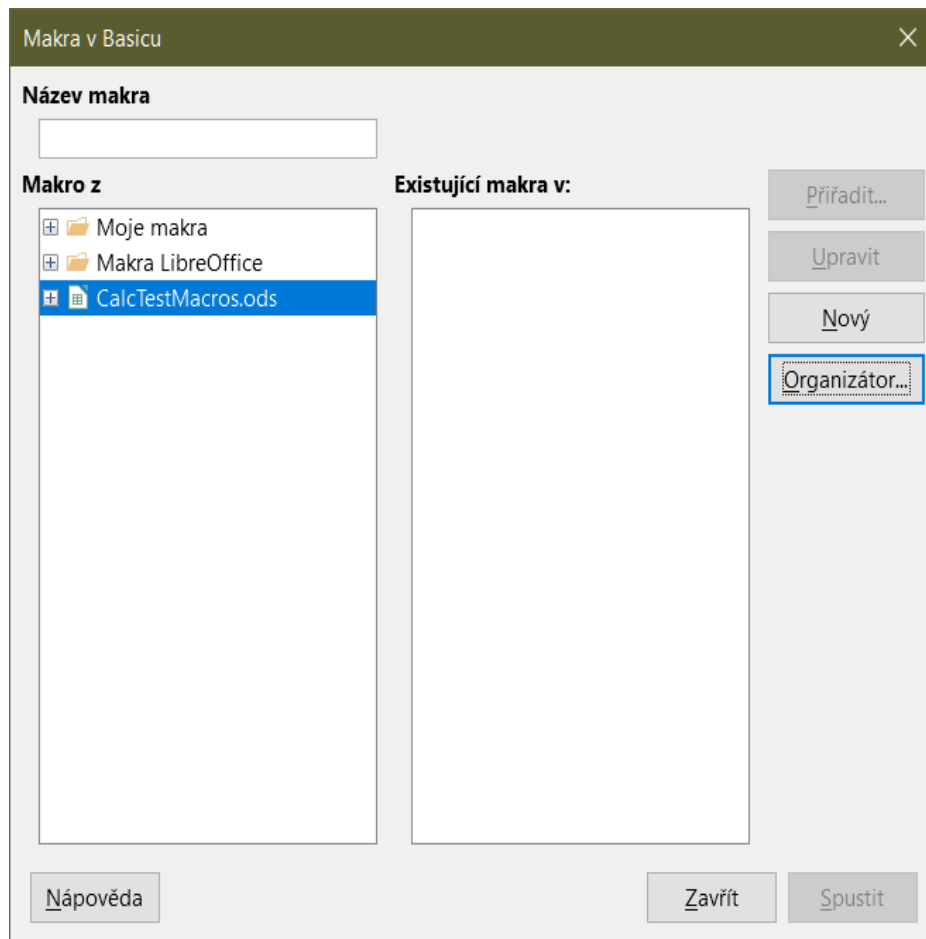 Makra v Basicu
Název makra
Makro z
Existující makra v:
Moje makra
Makra LibreOffice
CalcTestMacros.ods
Přiřadit...
Upravit
Nový
Organizátor...
Nápověda
Zavřít
Spustit